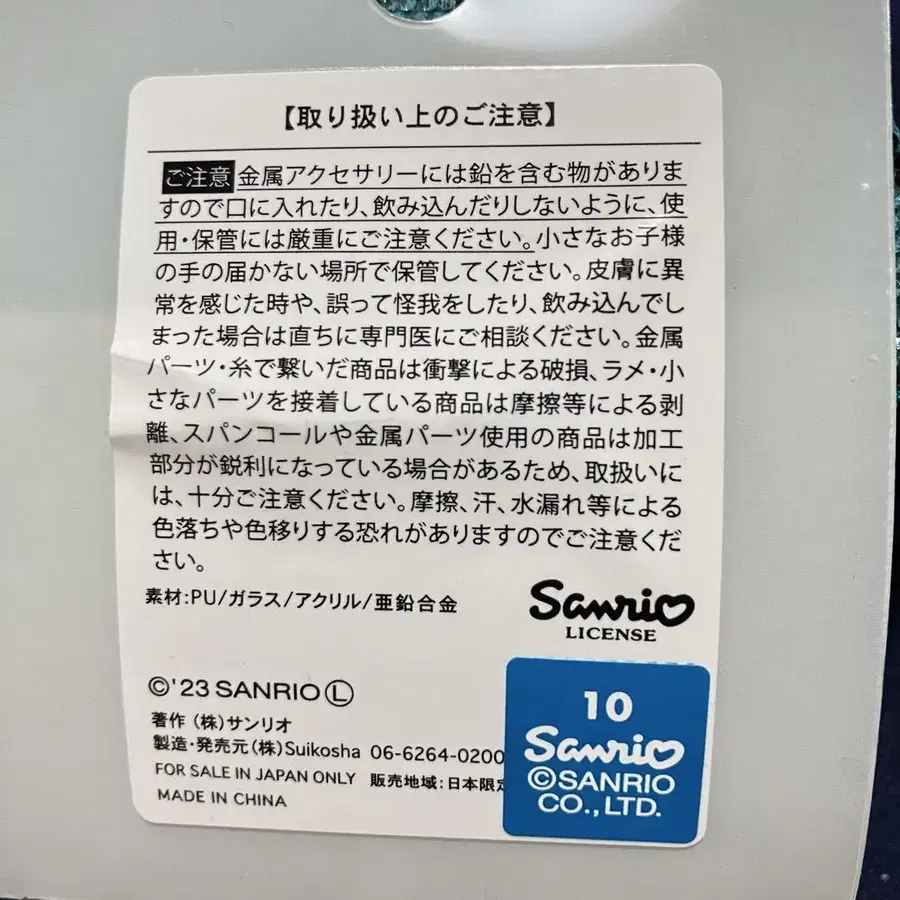 【取り扱い上のご注意】
ご注意 金属アクセサリーには鉛を含む物がありま
すので口に入れたり、飲み込んだりしないように、使
用・保管には厳重にご注意ください。小さなお子様
の手の届かない場所で保管してください。皮膚に異
常を感じた時や、誤って怪我をしたり、飲み込んでし
まった場合は直ちに専門医にご相談ください。金属
パーツ・糸で繋いだ商品は衝撃による破損、ラメ・小
さなパーツを接着している商品は摩擦等による剥
離、スパンコールや金属パーツ使用の商品は加工
部分が鋭利になっている場合があるため、取扱いに
は、十分ご注意ください。摩擦、汗、水漏れ等による
色落ちや色移りする恐れがありますのでご注意くだ
さい。
素材:PU/ガラス/アクリル/亜鉛合金
Sanrio
LICENSE
©'23 SANRIO Ⓛ
著作 (株)サンリオ
製造・発売元(株)Suikosha 06-6264-0200
FOR SALE IN JAPAN ONLY 販売地域:日本限定
MADE IN CHINA
10
Sanrio
©SANRIO
CO.,LTD.